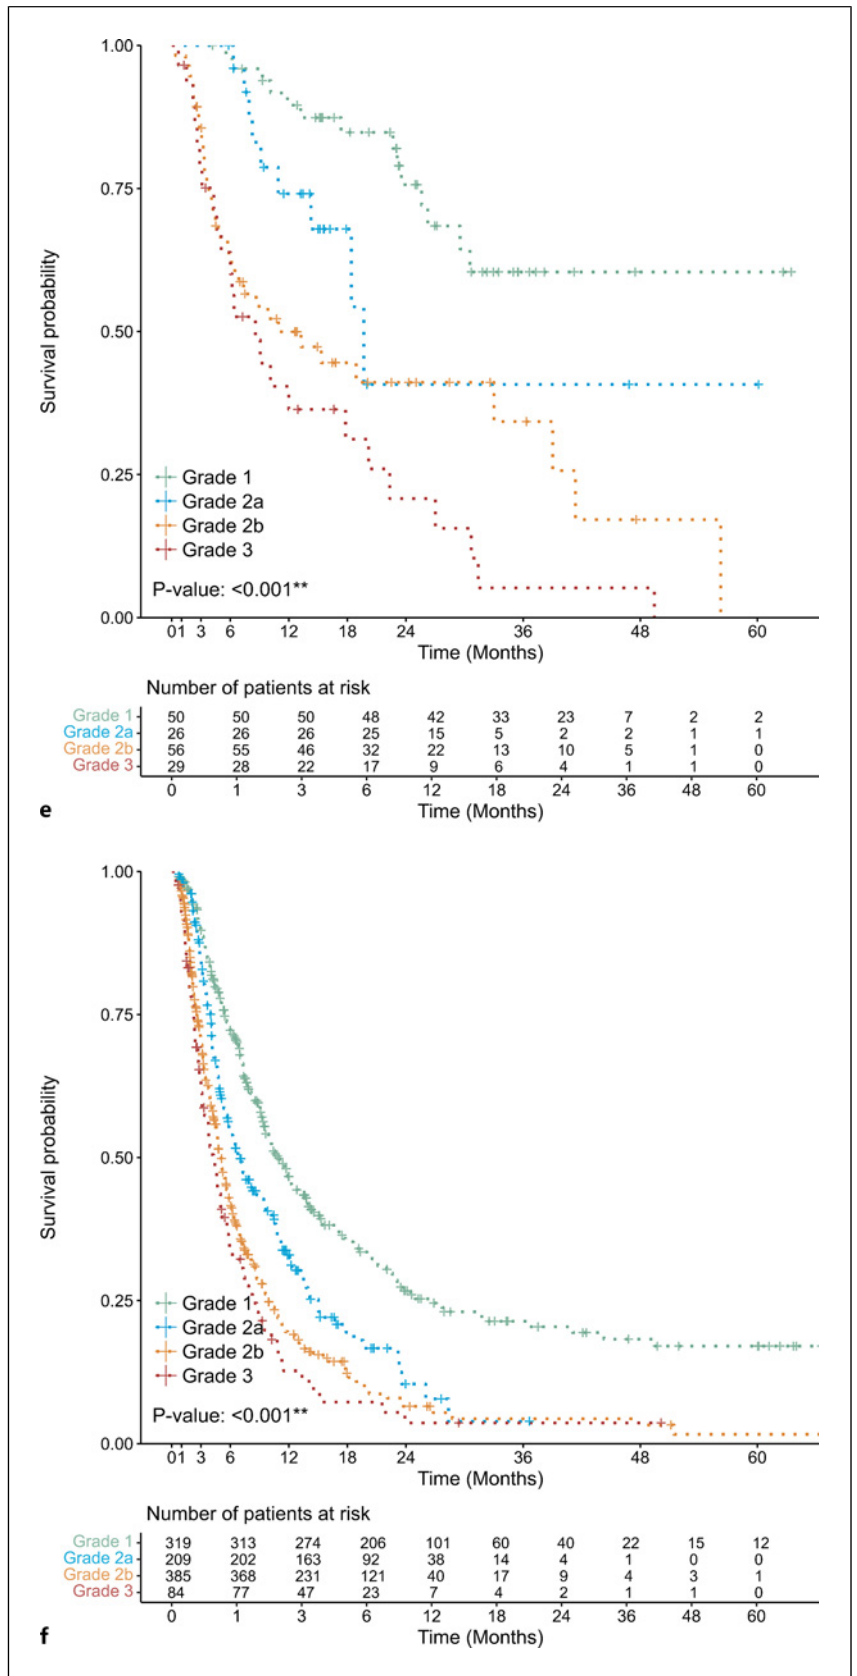 1.00
0.75
0.50
0.25
0.00
Survival probability
Grade 1
Grade 2a
Grade 2b
Grade 3
P-value: <0.001**
0 1 3 6 12 18 24 36 48 60
Time (Months)
Number of patients at risk
Grade 1 50 50 50 48 42 33 23 7 2 2
Grade 2a 26 26 26 25 15 5 2 2 1 1
Grade 2b 56 55 46 32 22 13 10 5 1 0
Grade 3 29 28 22 17 9 6 4 1 1 0
0 1 3 6 12 18 24 36 48 60
Time (Months)
e
1.00
0.75
0.50
0.25
0.00
Survival probability
Grade 1
Grade 2a
Grade 2b
Grade 3
P-value: <0.001**
0 1 3 6 12 18 24 36 48 60
Time (Months)
Number of patients at risk
Grade 1 319 313 274 206 101 60 40 22 15 12
Grade 2a 209 202 163 92 38 14 4 1 0 0
Grade 2b 385 368 231 121 40 17 9 4 3 1
Grade 3 84 77 47 23 7 4 2 1 1 0
0 1 3 6 12 18 24 36 48 60
Time (Months)
f